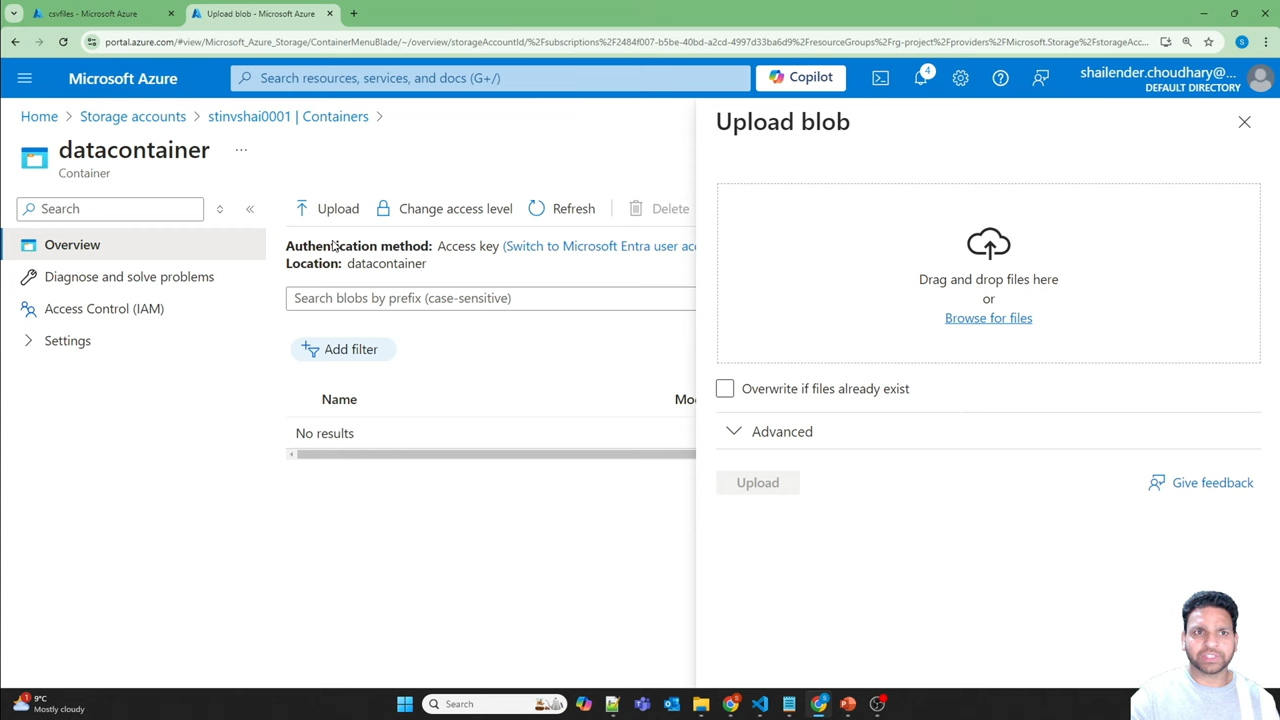 csvfiles - Microsoft Azure
Upload blob - Microsoft Azure
portal.azure.com/#view/Microsoft_Azure_Storage/ContainerMenuBlade/~/overview/storageAccountId/%2Fsubscriptions%2F2484f007-b5be-40bd-a2cd-4997d33ba6d9%2FresourceGroups%2Frg-project%2Fproviders%2FMicrosoft.Storage%2FstorageAcc...
Microsoft Azure
Search resources, services, and docs (G+/)
Copilot
4
shailender.choudhary@...
DEFAULT DIRECTORY
Home > Storage accounts > stinvshai0001 | Containers >
datacontainer
...
Container
Search
Upload
Change access level
Refresh
Delete
Overview
Diagnose and solve problems
Access Control (IAM)
Settings
Authentication method: Access key (Switch to Microsoft Entra user acc
Location: datacontainer
Search blobs by prefix (case-sensitive)
Add filter
Name
Mod
No results
Upload blob
Drag and drop files here
or
Browse for files
Overwrite if files already exist
Advanced
Upload
Give feedback
1
9°C
Mostly cloudy
Search